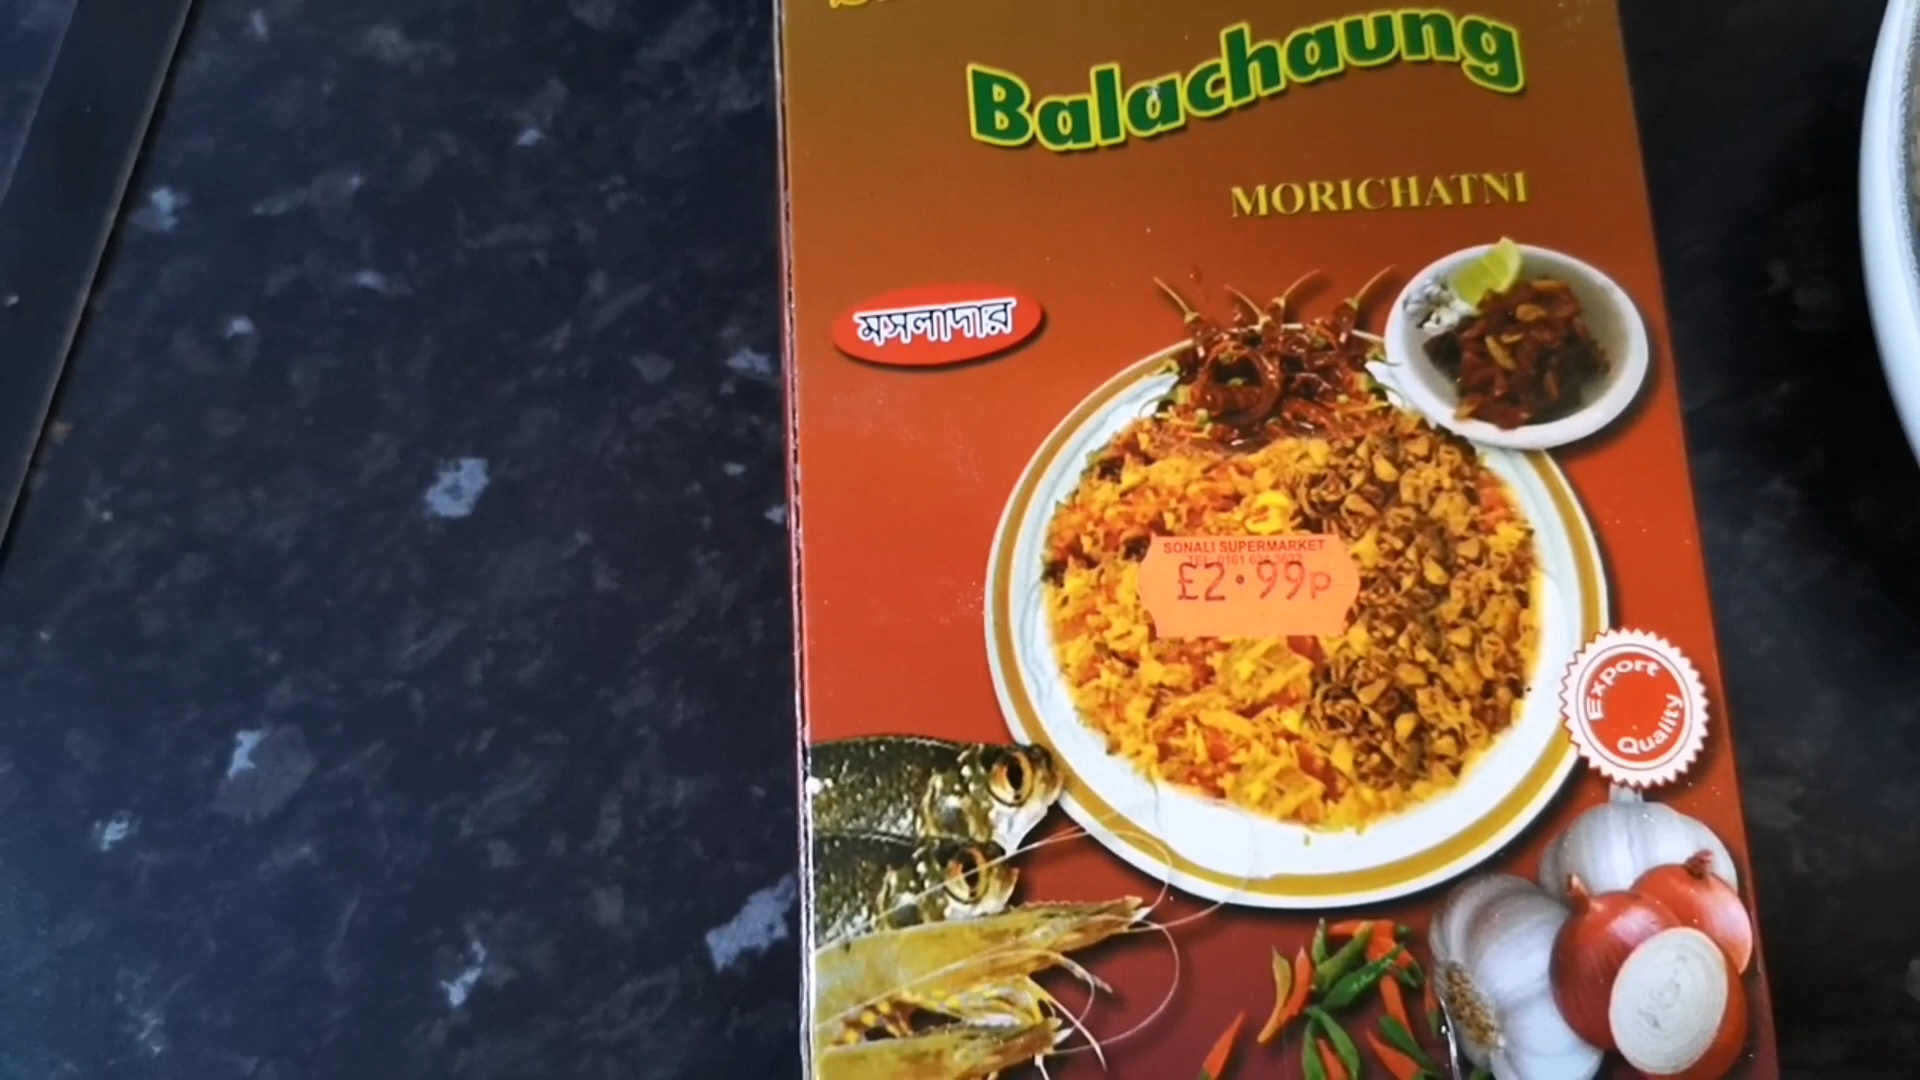 Balachaung
MORICHATNI
মসলাদার
SONALI SUPERMARKET
£2.99p
Export
Quality